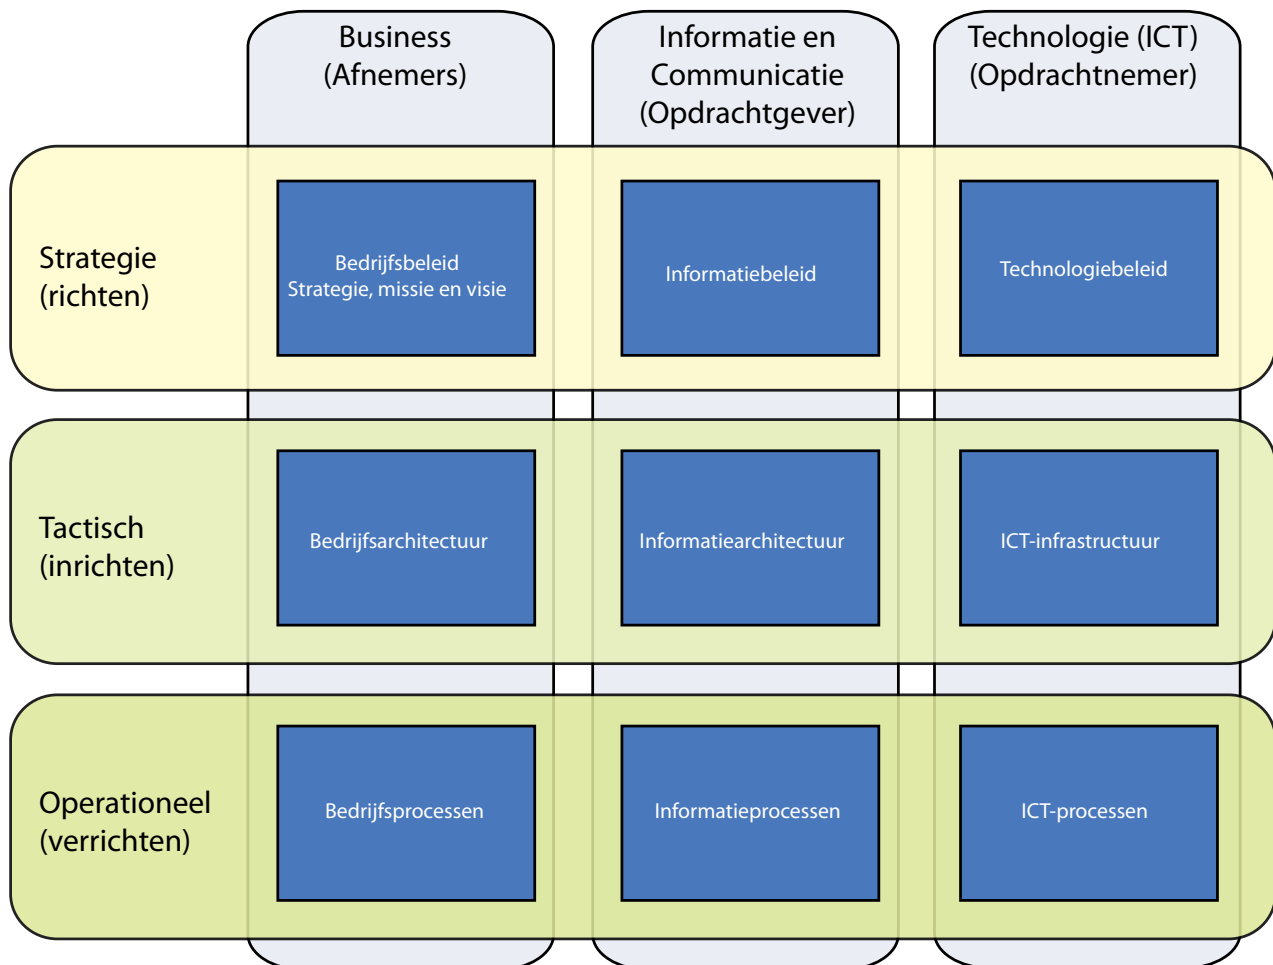 Business
(Afnemers)
Informatie en
Communicatie
(Opdrachtgever)
Technologie (ICT)
(Opdrachtnemer)
Strategie
(richten)
Bedrijfsbeleid
Strategie, missie en visie
Informatiebeleid
Technologiebeleid
Tactisch
(inrichten)
Bedrijfsarchitectuur
Informatiearchitectuur
ICT-infrastructuur
Operationeel
(verrichten)
Bedrijfsprocessen
Informatieprocessen
ICT-processen